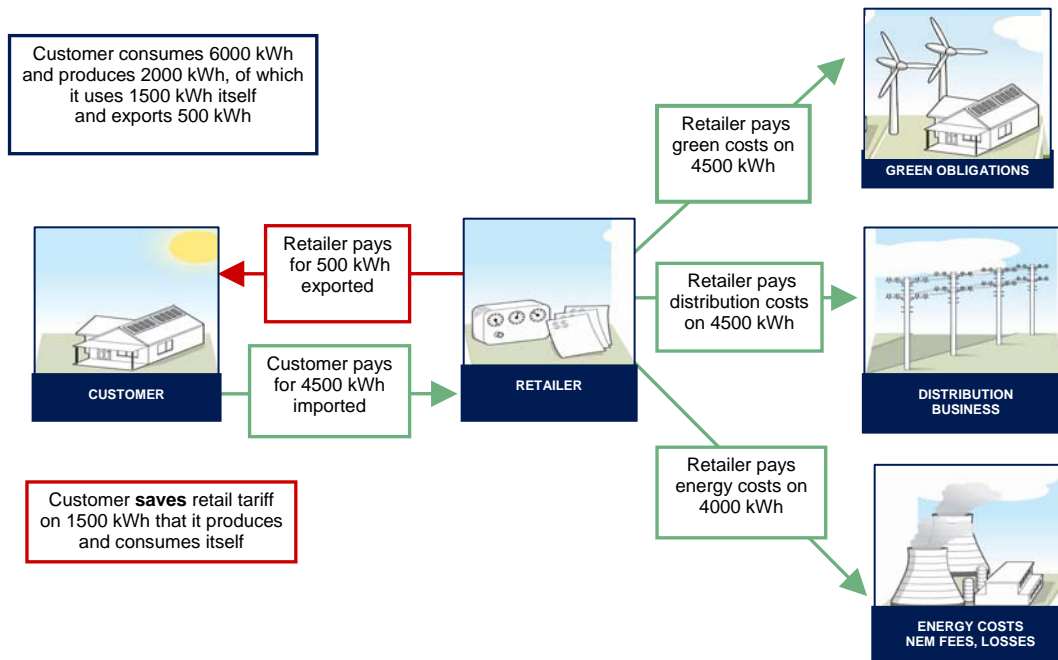 Customer consumes 6000 kWh
and produces 2000 kWh, of which
it uses 1500 kWh itself
and exports 500 kWh
Retailer pays
green costs on
4500 kWh
GREEN OBLIGATIONS
Retailer pays
for 500 kWh
exported
Retailer pays
distribution costs
on 4500 kWh
$$
CUSTOMER
Customer pays
for 4500 kWh
imported
RETAILER
DISTRIBUTION
BUSINESS
Customer saves retail tariff
on 1500 kWh that it produces
and consumes itself
Retailer pays
energy costs on
4000 kWh
ENERGY COSTS
NEM FEES, LOSSES